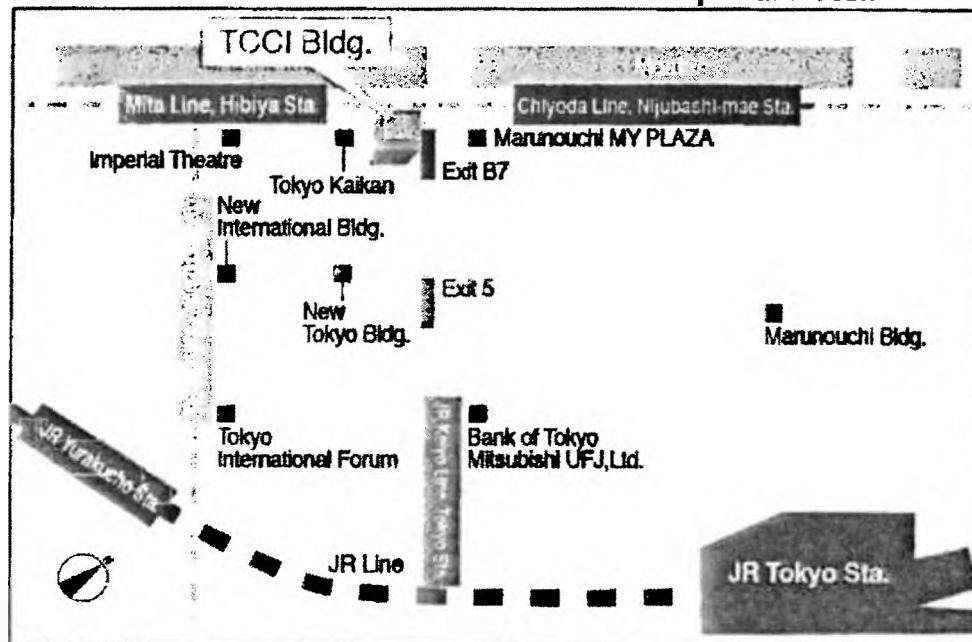 TCCI Bldg.
Mita Line, Hibiya Sta.
Chiyoda Line, Nijubashi-mae Sta.
Imperial Theatre
Tokyo Kaikan
Exit B7
Marunouchi MY PLAZA
New
International Bldg.
New
Tokyo Bldg.
Exit 5
Marunouchi Bldg.
Tokyo
International Forum
Bank of Tokyo
Mitsubishi UFJ,Ltd.
JR Yurakucho Sta.
JR Keiyo Line, Tokyo Sta.
JR Line
JR Tokyo Sta.